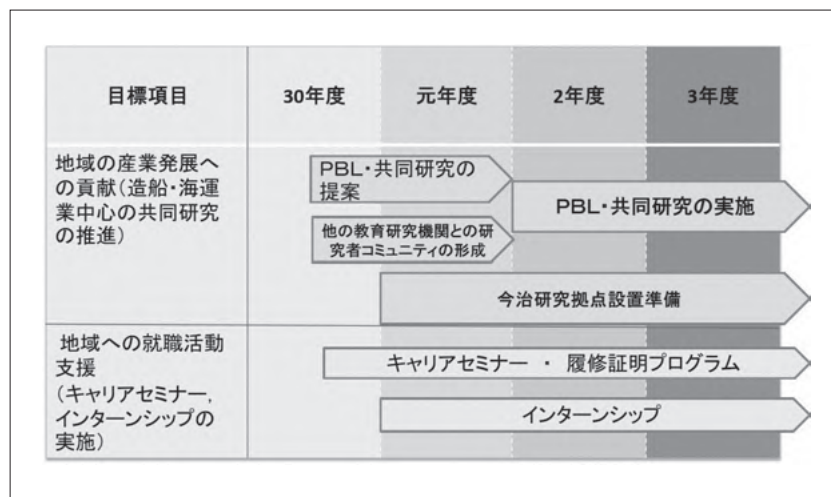 目標項目
30年度
元年度
2年度
3年度
地域の産業発展へ
の貢献(造船・海運
業中心の共同研究
の推進)
PBL・共同研究の
提案
PBL・共同研究の実施
他の教育研究機関との研
究者コミュニティの形成
今治研究拠点設置準備
地域への就職活動
支援
(キャリアセミナー,
インターンシップの
実施)
キャリアセミナー ・ 履修証明プログラム
インターンシップ